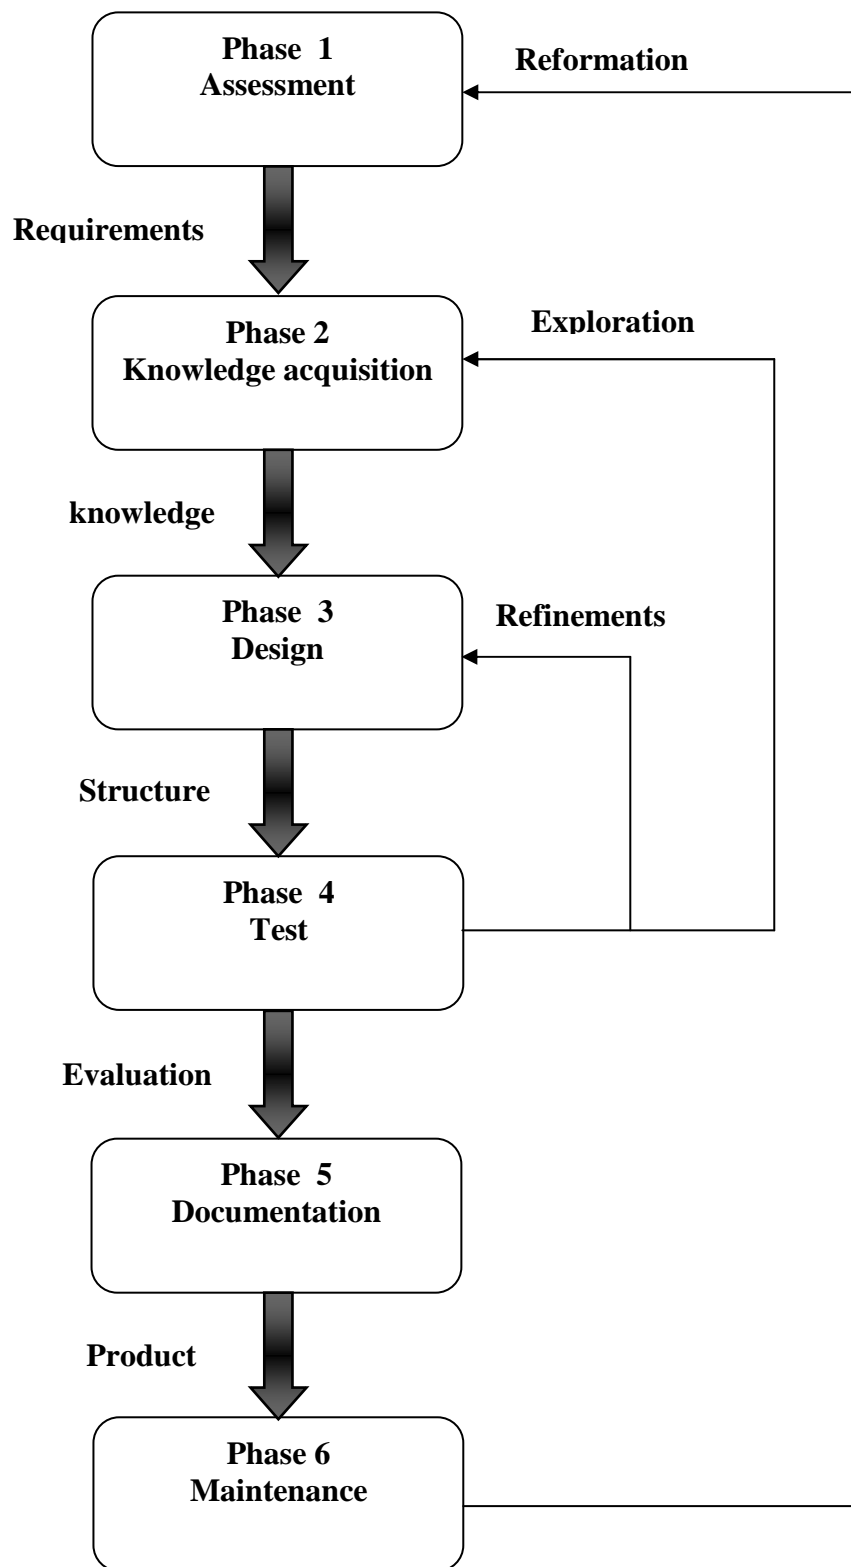 Phase 1
Assessment
Reformation
Requirements
Phase 2
Knowledge acquisition
Exploration
knowledge
Phase 3
Design
Refinements
Structure
Phase 4
Test
Evaluation
Phase 5
Documentation
Product
Phase 6
Maintenance